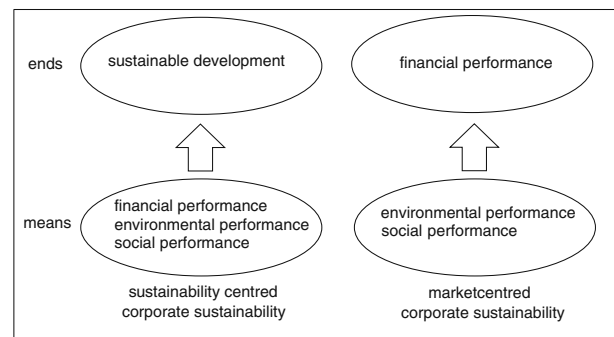 ends
sustainable development
financial performance
means
financial performance
environmental performance
social performance
environmental performance
social performance
sustainability centred
corporate sustainability
marketcentred
corporate sustainability